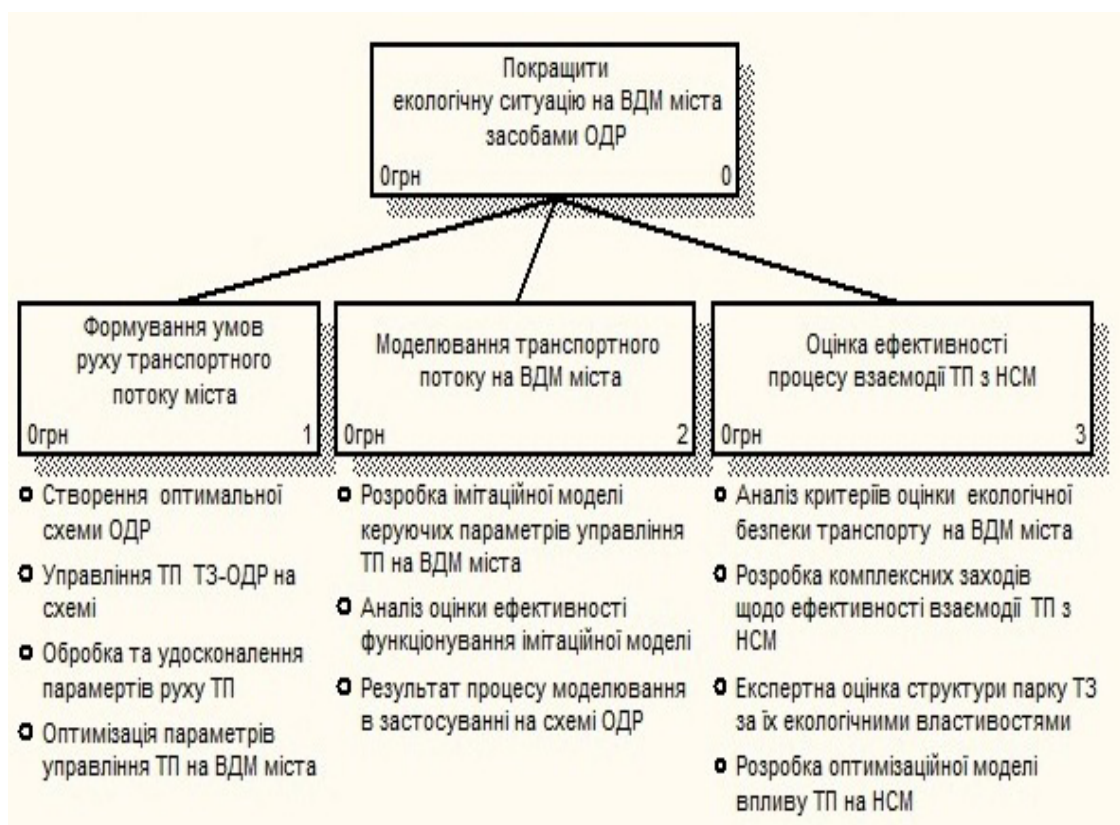 Покращити
екологічну ситуацію на ВДМ міста
засобами ОДР
0грн 0
Формування умов
руху транспортного
потоку міста
0грн 1
Моделювання транспортного
потоку на ВДМ міста
0грн 2
Оцінка ефективності
процесу взаємодії ТП з НСМ
0грн 3
Створення оптимальної
схеми ОДР
Управління ТП ТЗ-ОДР на
схемі
Обробка та удосконалення
парамертів руху ТП
Оптимізація параметрів
управління ТП на ВДМ міста
Розробка імітаційної моделі
керуючих параметрів управління
ТП на ВДМ міста
Аналіз оцінки ефективності
функціонування імітаційної моделі
Результат процесу моделювання
в застосуванні на схемі ОДР
Аналіз критеріїв оцінки екологічної
безпеки транспорту на ВДМ міста
Розробка комплексних заходів
щодо ефективності взаємодії ТП з
НСМ
Експертна оцінка структури парку ТЗ
за їх екологічними властивостями
Розробка оптимізаційної моделі
впливу ТП на НСМ